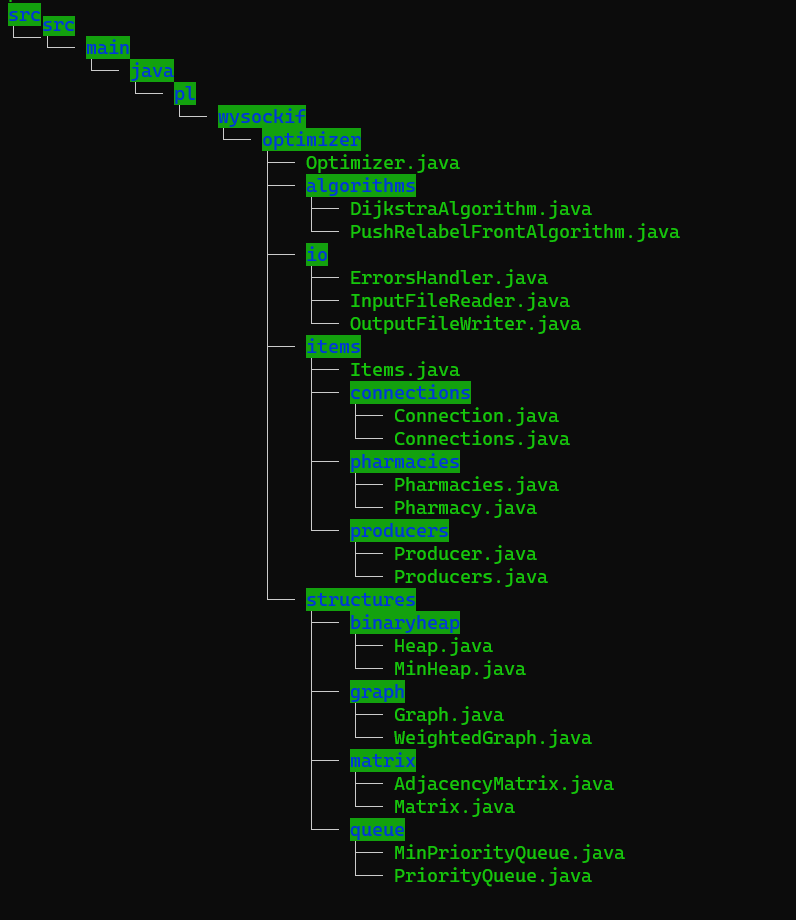 src
src
main
java
pl
wysockif
optimizer
Optimizer.java
algorithms
DijkstraAlgorithm.java
PushRelabelFrontAlgorithm.java
io
ErrorsHandler.java
InputFileReader.java
OutputFileWriter.java
items
Items.java
connections
Connection.java
Connections.java
pharmacies
Pharmacies.java
Pharmacy.java
producers
Producer.java
Producers.java
structures
binaryheap
Heap.java
MinHeap.java
graph
Graph.java
WeightedGraph.java
matrix
AdjacencyMatrix.java
Matrix.java
queue
MinPriorityQueue.java
PriorityQueue.java